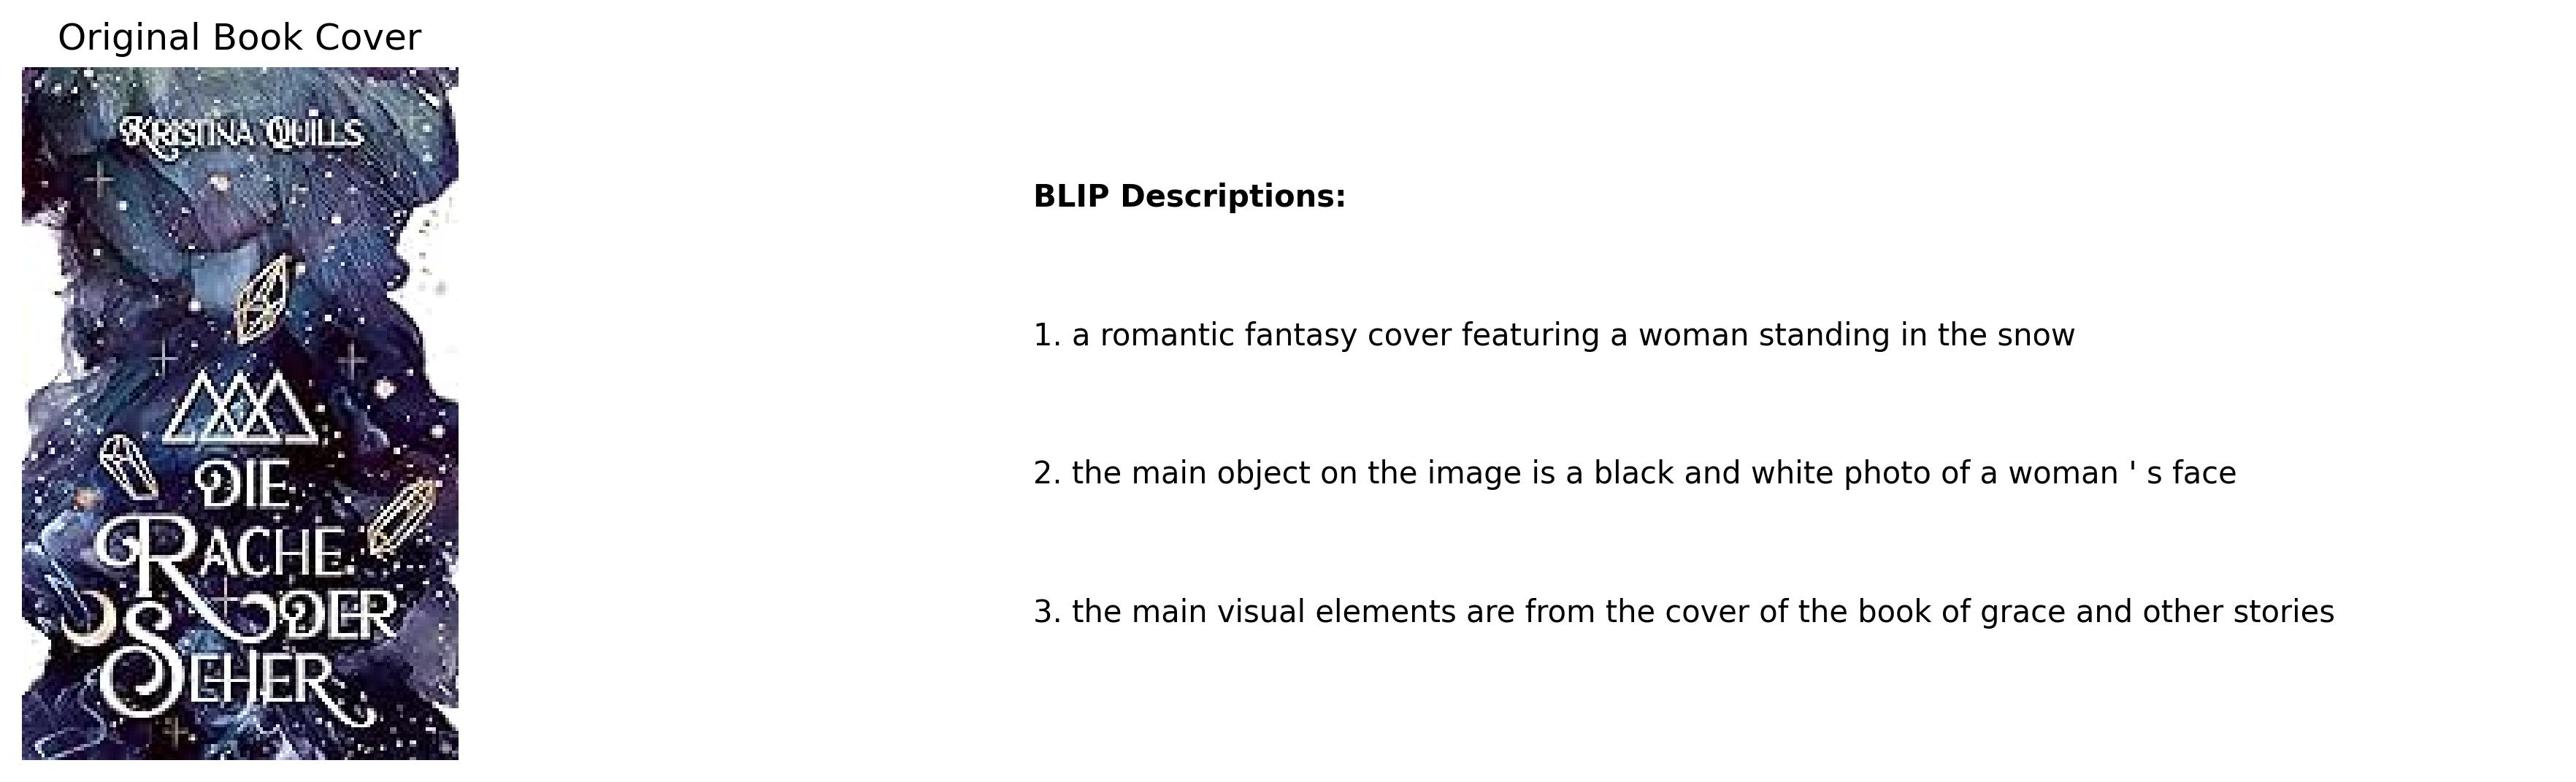 Original Book Cover
KRISTINA QUILLS
DIE
RACHE
DER
SEHER
BLIP Descriptions:
1. a romantic fantasy cover featuring a woman standing in the snow
2. the main object on the image is a black and white photo of a woman ' s face
3. the main visual elements are from the cover of the book of grace and other stories